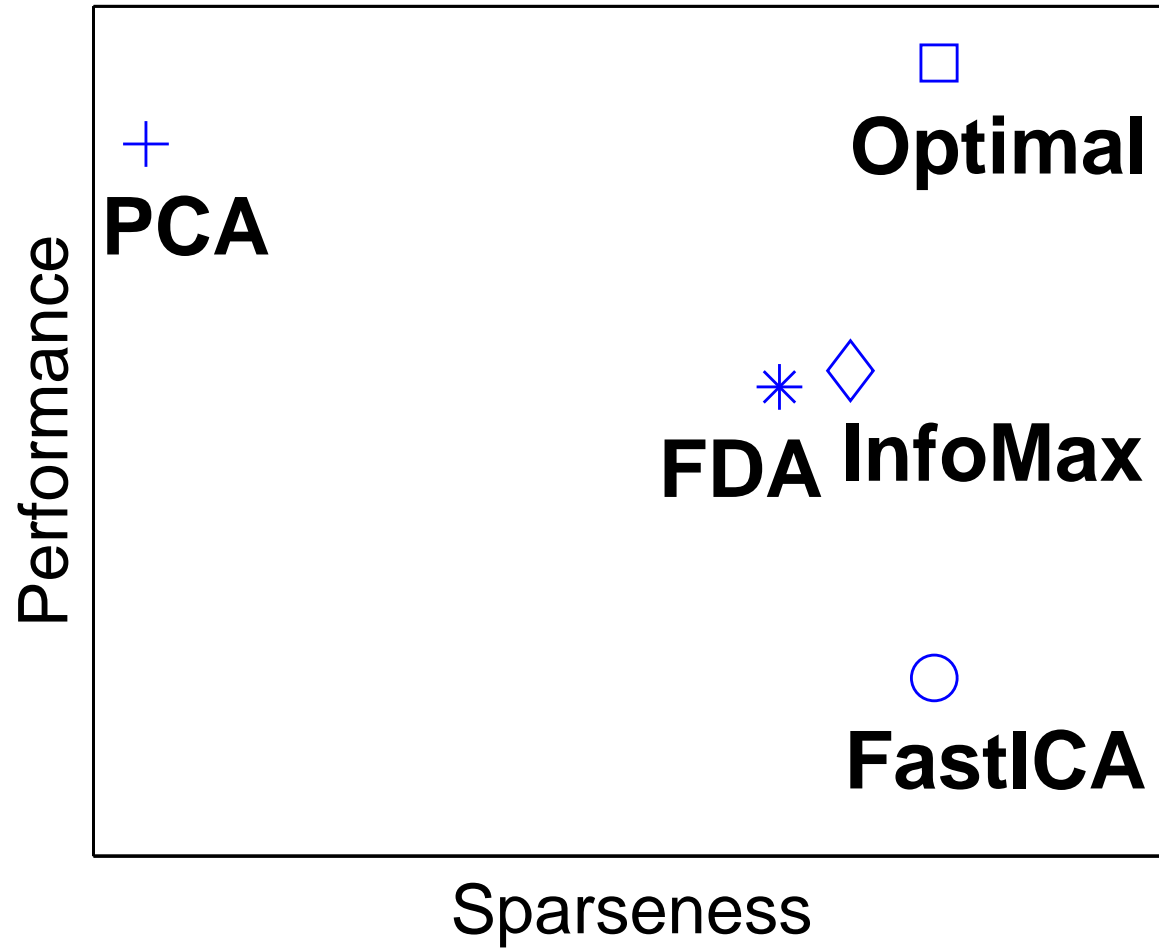 Optimal
PCA
Performance
FDA
InfoMax
FastICA
Sparseness